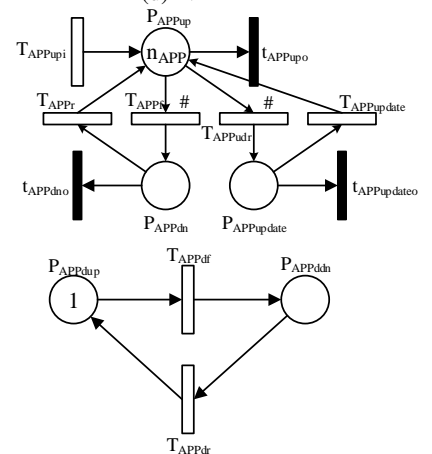 P_APPup
T_APPupi
n_APP
t_APPupo
T_APPr
T_APPf
#
#
T_APPupdate
T_APPudr
t_APPdno
t_APPupdateo
P_APPdn
P_APPupdate
T_APPdf
P_APPdup
P_APPddn
1
T_APPdr